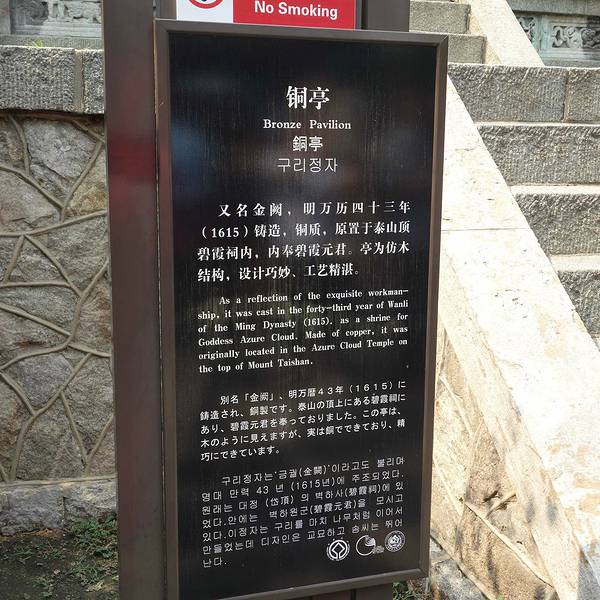 No Smoking
铜亭
Bronze Pavilion
銅亭
구리정자
又名金阙，明万历四十三年
（1615）铸造，铜质，原置于泰山顶
碧霞祠内，内奉碧霞元君。亭为仿木
结构，设计巧妙、工艺精湛。
As a reflection of the exquisite workman-
ship, it was cast in the forty-third year of Wanli
of the Ming Dynasty (1615). as a shrine for
Goddess Azure Cloud. Made of copper, it was
originally located in the Azure Cloud Temple on
the top of Mount Taishan.
別名「金阙」、明万暦４３年（１６１５）に
鋳造され、銅製です。泰山の頂上にある碧霞祠に
あり、碧霞元君を奉っておりました。この亭は、
木のように見えますが、実は銅でできており、精
巧にできています。
구리정자는'금궐(金闕)'이라고도 불리며
명대 만력 43 년 (1615년)에 주조되었다.
원래는 대정 (岱頂) 의 벽하사(碧霞祠)에 있
었다.안에는 벽하원군(碧霞元君)을 모시고
있다.이정자는 구리를 마치 나무처럼 이어서
만들었는데 디자인은 교묘하고 솜씨는 뛰어
난다.